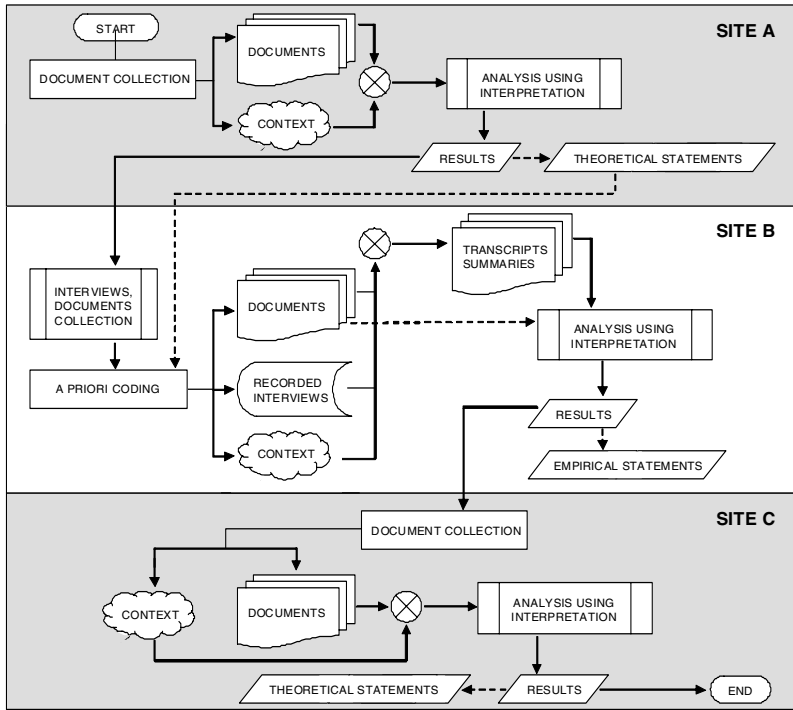 START
SITE A
DOCUMENTS
DOCUMENT COLLECTION
ANALYSIS USING
INTERPRETATION
CONTEXT
RESULTS
THEORETICAL STATEMENTS
SITE B
TRANSCRIPTS
SUMMARIES
INTERVIEWS,
DOCUMENTS
COLLECTION
DOCUMENTS
ANALYSIS USING
INTERPRETATION
A PRIORI CODING
RECORDED
INTERVIEWS
RESULTS
CONTEXT
EMPIRICAL STATEMENTS
SITE C
DOCUMENT COLLECTION
CONTEXT
DOCUMENTS
ANALYSIS USING
INTERPRETATION
THEORETICAL STATEMENTS
RESULTS
END